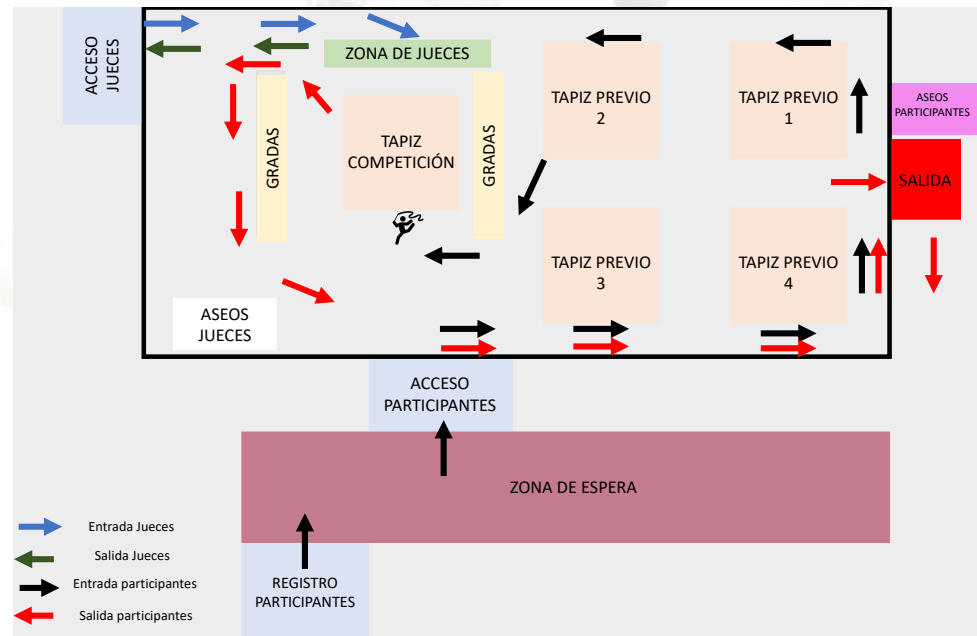 ACCESO
JUECES
ZONA DE JUECES
GRADAS
TAPIZ
COMPETICIÓN
GRADAS
TAPIZ PREVIO
2
TAPIZ PREVIO
1
ASEOS
PARTICIPANTES
SALIDA
TAPIZ PREVIO
3
TAPIZ PREVIO
4
ASEOS
JUECES
ACCESO
PARTICIPANTES
ZONA DE ESPERA
REGISTRO
PARTICIPANTES
Entrada Jueces
Salida Jueces
Entrada participantes
Salida participantes